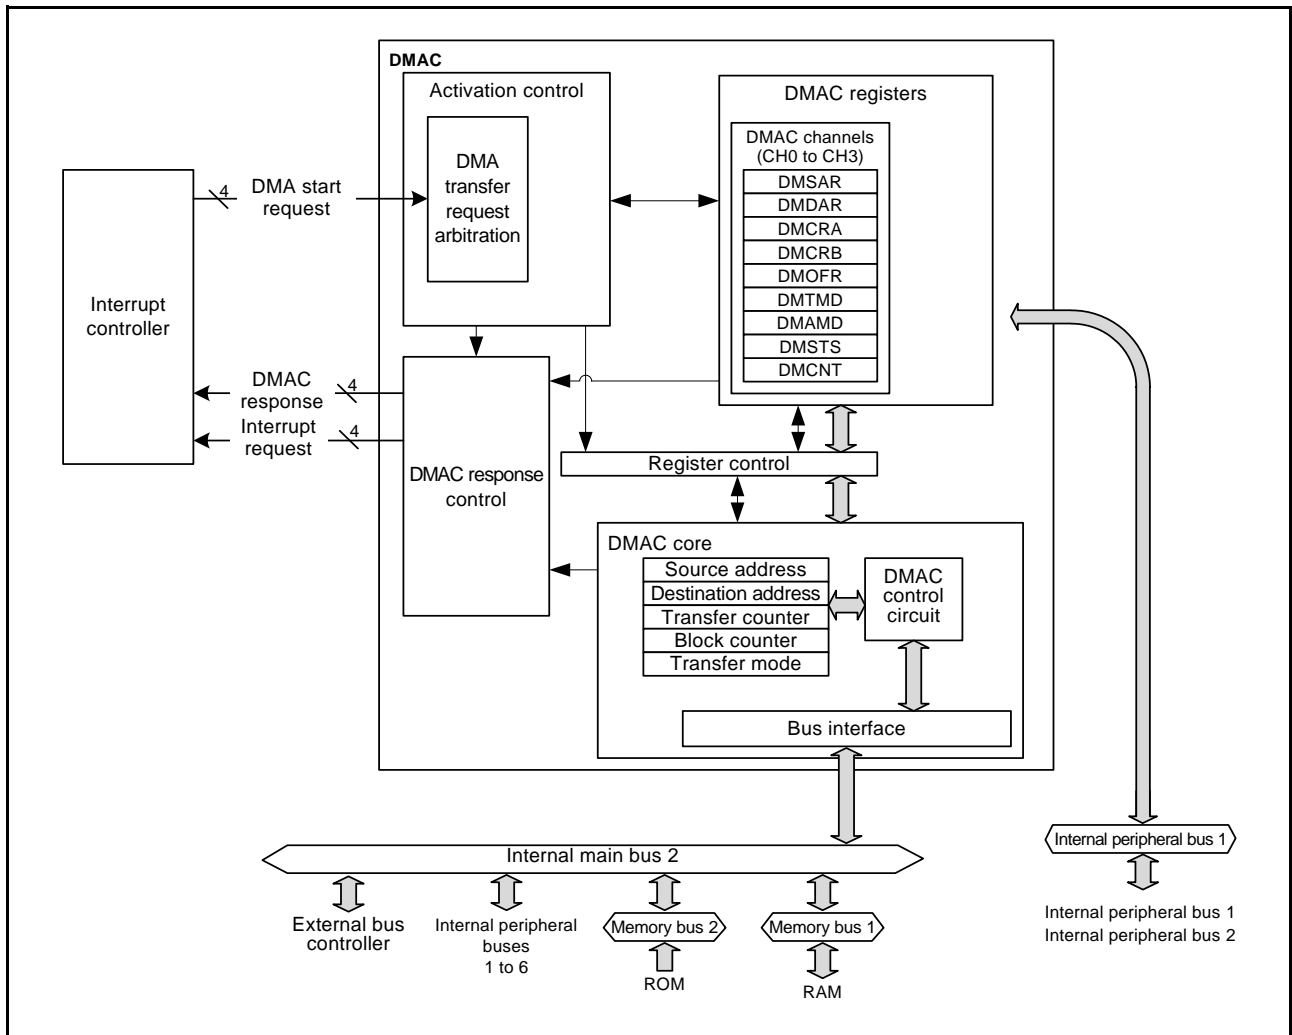 DMAC
Activation control
DMA
transfer
request
arbitration
DMAC registers
DMAC channels
(CH0 to CH3)
DMSAR
DMDAR
DMCRA
DMCRB
DMOFR
DMTMD
DMAMD
DMSTS
DMCNT
Interrupt
controller
4
DMA start
request
DMAC
response
4
Interrupt
request
4
DMAC response
control
Register control
DMAC core
Source address
Destination address
Transfer counter
Block counter
Transfer mode
DMAC
control
circuit
Bus interface
Internal main bus 2
Internal peripheral bus 1
External bus
controller
Internal peripheral
buses
1 to 6
Memory bus 2
ROM
Memory bus 1
RAM
Internal peripheral bus 1
Internal peripheral bus 2